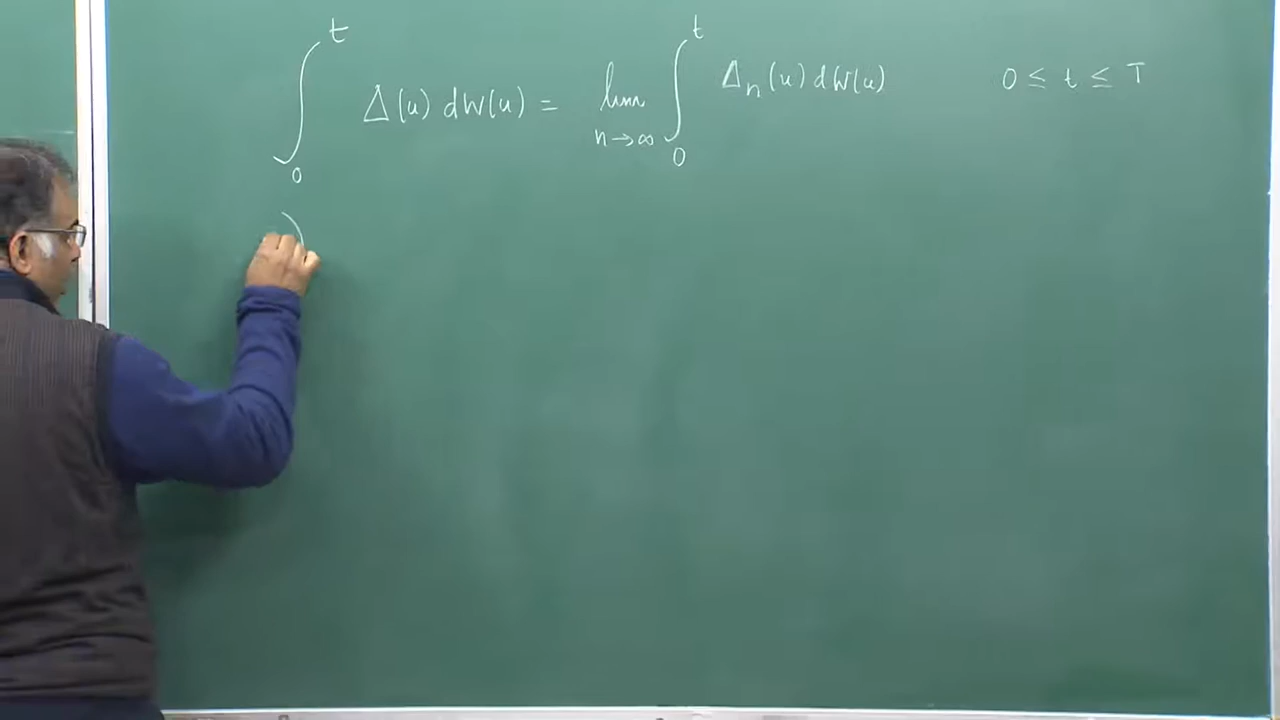 ∫₀ᵗ Δ(u) dW(u) = lim_{n→∞} ∫₀ᵗ Δₙ(u) dW(u) 0 ≤ t ≤ T